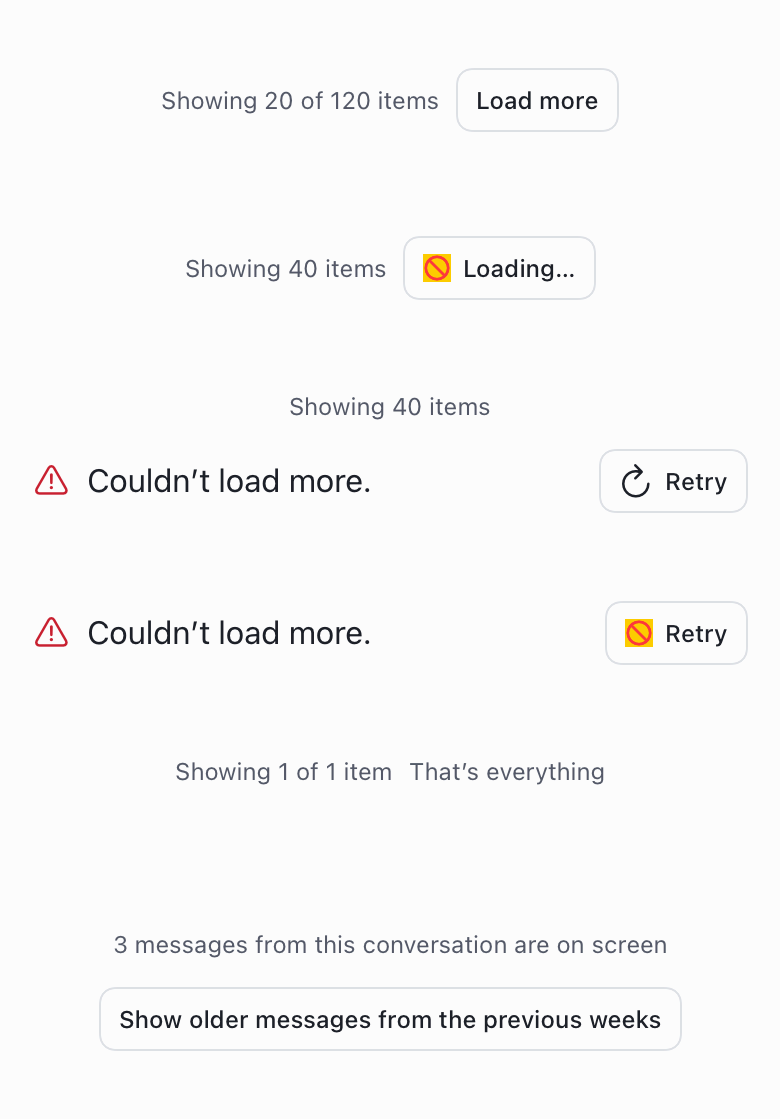 Showing 20 of 120 items Load more
Showing 40 items Loading...
Showing 40 items
Couldn’t load more. Retry
Couldn’t load more. Retry
Showing 1 of 1 item That’s everything
3 messages from this conversation are on screen
Show older messages from the previous weeks